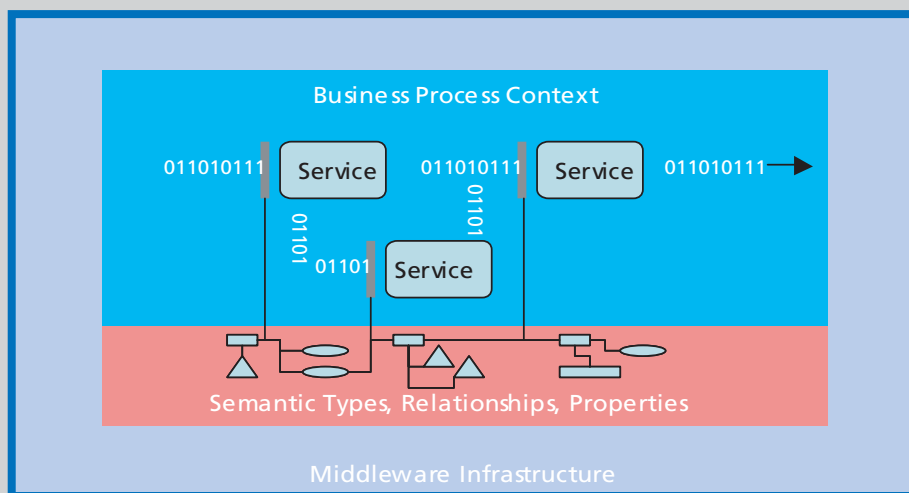 Business Process Context
011010111 Service 011010111 Service 011010111
01101 01101
01101 Service
Semantic Types, Relationships, Properties
Middleware Infrastructure